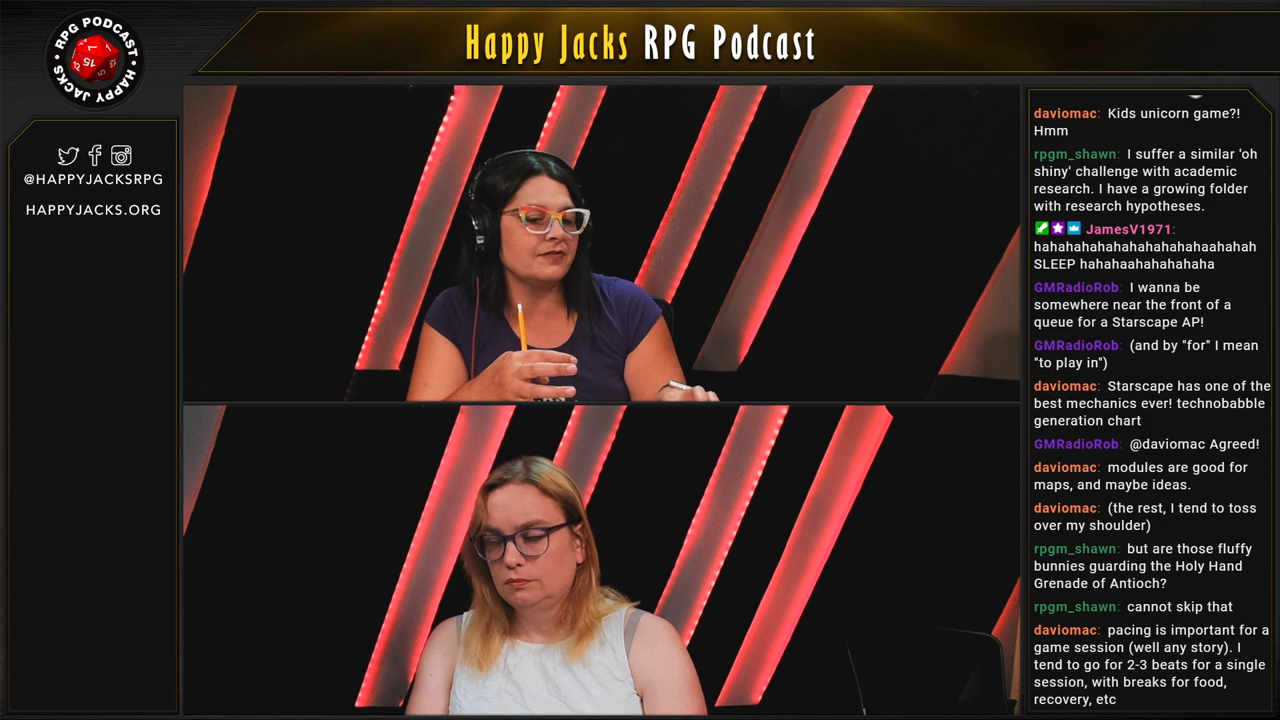 RPG PODCAST
HAPPY JACKS
15
Happy Jacks RPG Podcast
@HAPPYJACKSRPG
HAPPYJACKS.ORG
daviomac: Kids unicorn game?!
Hmm
rpgm_shawn: I suffer a similar 'oh
shiny' challenge with academic
research. I have a growing folder
with research hypotheses.
JamesV1971:
hahahahahahahahahahaahahah
SLEEP hahahaahahahahaha
GMRadioRob: I wanna be
somewhere near the front of a
queue for a Starscape AP!
GMRadioRob: (and by "for" I mean
"to play in")
daviomac: Starscape has one of the
best mechanics ever! technobabble
generation chart
GMRadioRob: @daviomac Agreed!
daviomac: modules are good for
maps, and maybe ideas.
daviomac: (the rest, I tend to toss
over my shoulder)
rpgm_shawn: but are those fluffy
bunnies guarding the Holy Hand
Grenade of Antioch?
rpgm_shawn: cannot skip that
daviomac: pacing is important for a
game session (well any story). I
tend to go for 2-3 beats for a single
session, with breaks for food,
recovery, etc